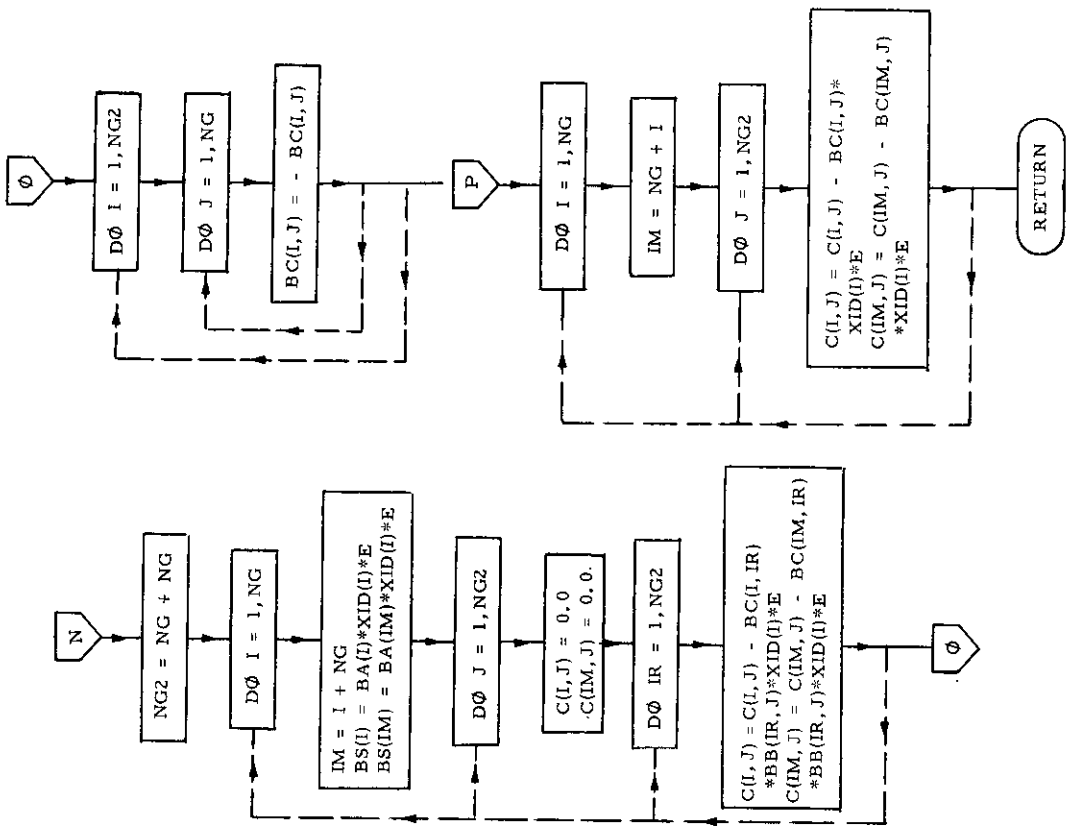 N
NG2 = NG + NG
DØ I = 1, NG
IM = I + NG
BS(I) = BA(I)*XID(I)*E
BS(IM) = BA(IM)*XID(I)*E
DØ J = 1, NG2
C(I, J) = 0.0
C(IM, J) = 0.0.
DØ IR = 1, NG2
C(I, J) = C(I, J) - BC(I, IR)
*BB(IR, J)*XID(I)*E
C(IM, J) = C(IM, J) - BC(IM, IR)
*BB(IR, J)*XID(I)*E
Ø
Ø
DØ I = 1, NG2
DØ J = 1, NG
BC(I, J) = - BC(I, J)
P
DØ I = 1, NG
IM = NG + I
DØ J = 1, NG2
C(I, J) = C(I, J) - BC(I, J)*
XID(I)*E
C(IM, J) = C(IM, J) - BC(IM, J)
*XID(I)*E
RETURN